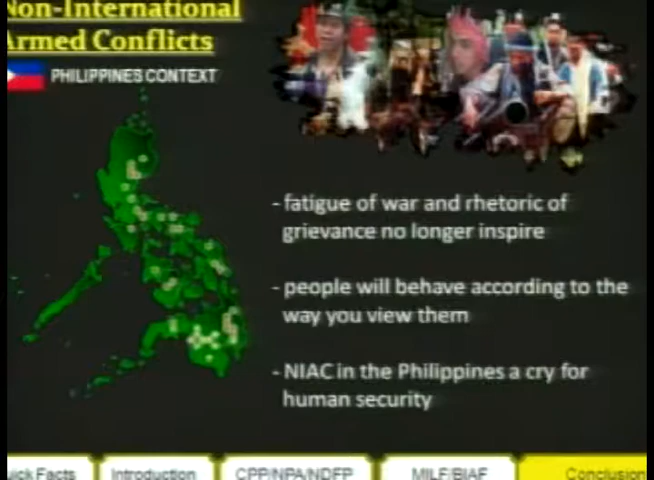 Non-International
Armed Conflicts
PHILIPPINES CONTEXT
- fatigue of war and rhetoric of
grievance no longer inspire
- people will behave according to the
way you view them
- NIAC in the Philippines a cry for
human security
uick Facts
Introduction
CPP/NPA/NDFP
MILF/BIAF
Conclusion